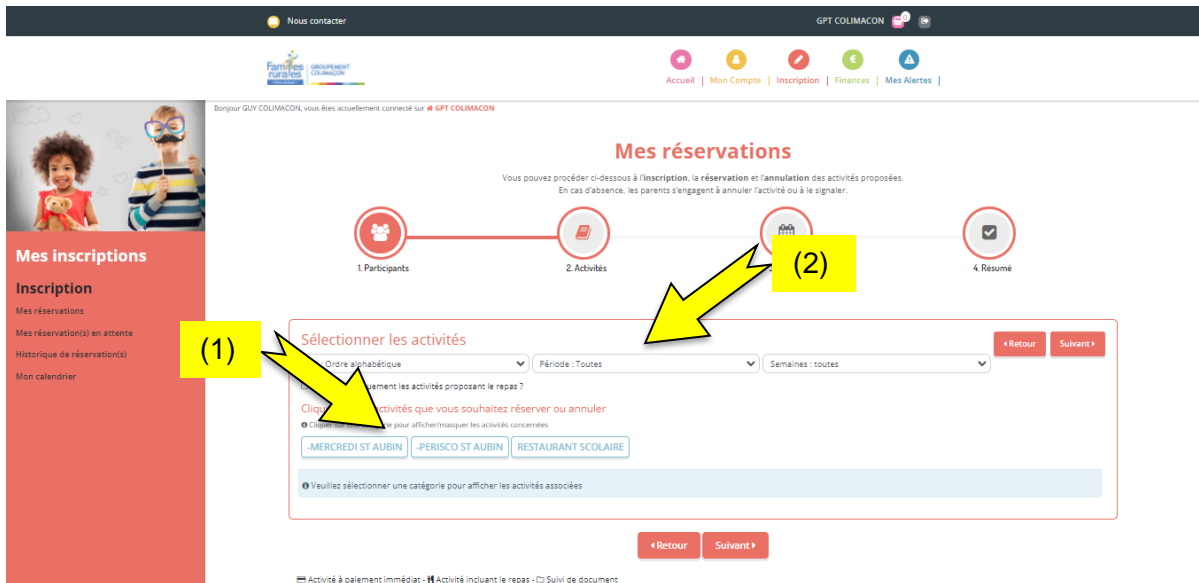 Nous contacter
GPT COLIMACON 0
Familles rurales GROUPEMENT COLIMAÇON
Accueil | Mon Compte | Inscription | Finances | Mes Alertes |
Bonjour GUY COLIMACON, vous êtes actuellement connecté sur GPT COLIMACON
Mes réservations
Vous pouvez procéder ci-dessous à l'inscription, la réservation et l'annulation des activités proposées.
En cas d'absence, les parents s'engagent à annuler l'activité ou à le signaler.
1. Participants
2. Activités
4. Résumé
(2)
Mes inscriptions
Inscription
Mes réservations
Mes réservation(s) en attente
Historique de réservation(s)
Mon calendrier
(1)
Sélectionner les activités
Retour
Suivant
Ordre alphabétique
Période : Toutes
Semaines : toutes
les activités proposant le repas ?
activités que vous souhaitez réserver ou annuler
Cliquer pour afficher/masquer les activités concernées
-MERCREDI ST AUBIN
-PERISCO ST AUBIN
RESTAURANT SCOLAIRE
Veuillez sélectionner une catégorie pour afficher les activités associées
Retour
Suivant
Activité à paiement immédiat - Activité incluant le repas - Suivi de document